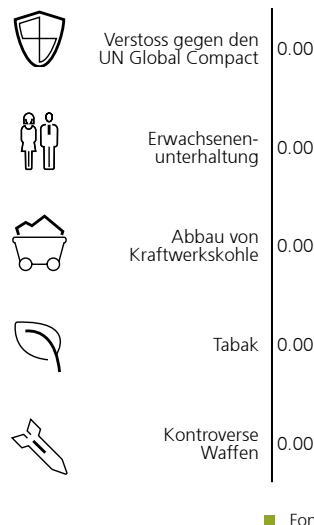 Verstoss gegen den
UN Global Compact
0.00
Erwachsenen-
unterhaltung
0.00
Abbau von
Kraftwerkskohle
0.00
Tabak
0.00
Kontroverse
Waffen
0.00